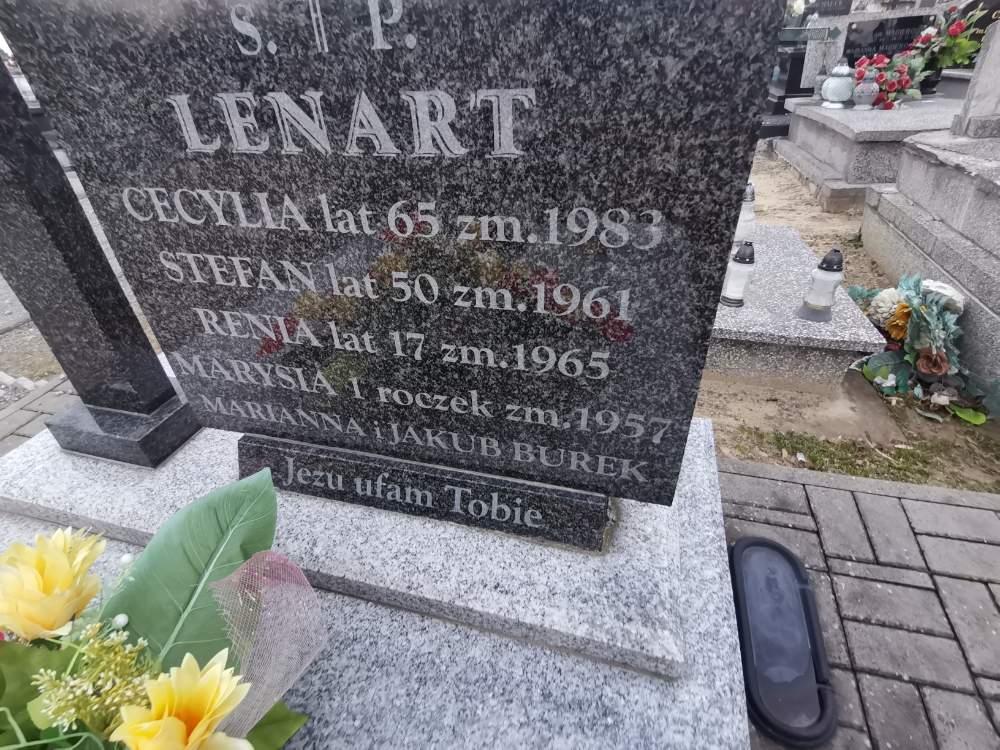 S. P.
LENART
CECYLIA lat 65 zm.1983
STEFAN lat 50 zm.1961
RENIA lat 17 zm.1965
MARYSIA 1 roczek zm.1957
MARIANNA i JAKUB BUREK
Jezu ufam Tobie